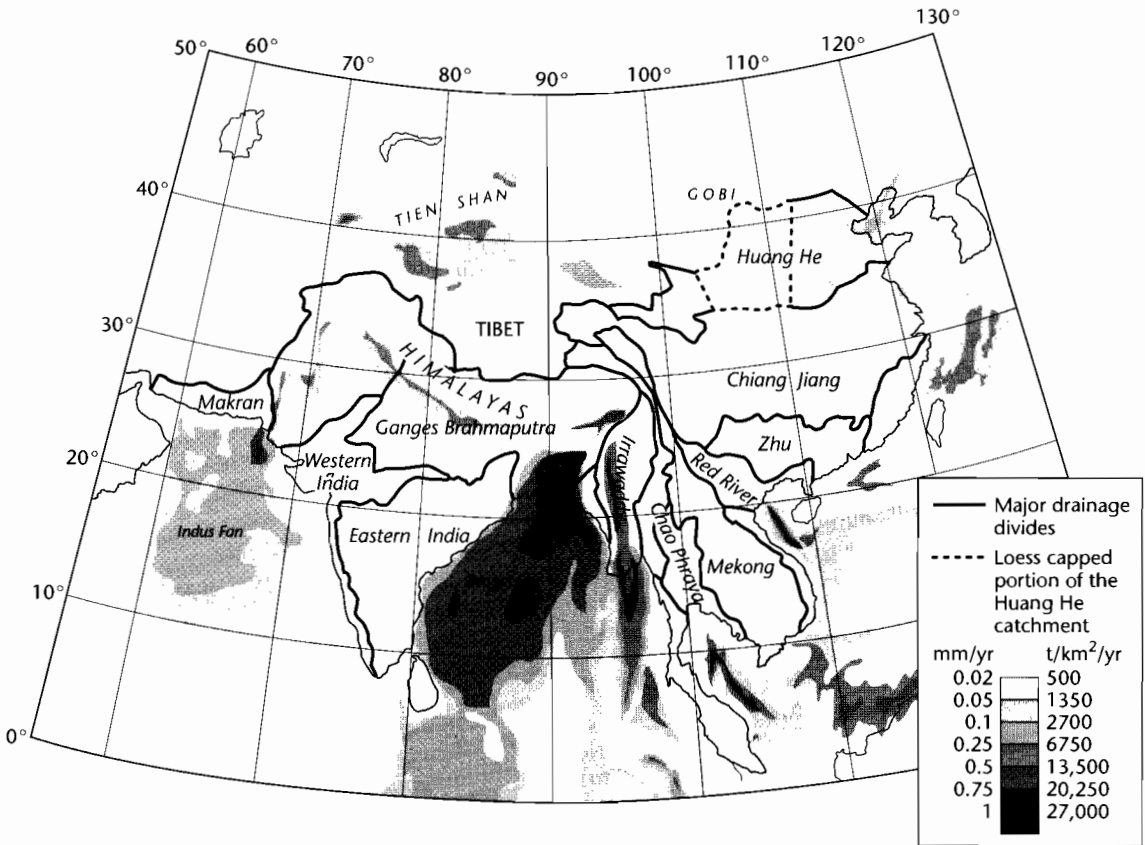 50°
60°
70°
80°
90°
100°
110°
120°
130°
40°
30°
20°
10°
0°
TIEN SHAN
GOBI
Huang He
TIBET
HIMALAYAS
Chiang Jiang
Makran
Ganges Brahmaputra
Zhu
Western
India
Irrawaddy
Red River
Indus Fan
Eastern India
Chao Phraya
Mekong
Major drainage
divides
Loess capped
portion of the
Huang He
catchment
mm/yr t/km²/yr
0.02 500
0.05 1350
0.1 2700
0.25 6750
0.5 13,500
0.75 20,250
1 27,000